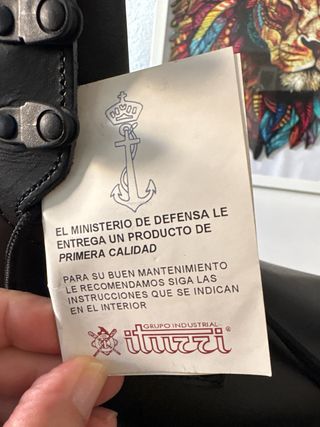 EL MINISTERIO DE DEFENSA LE
ENTREGA UN PRODUCTO DE
PRIMERA CALIDAD
PARA SU BUEN MANTENIMIENTO
LE RECOMENDAMOS SIGA LAS
INSTRUCCIONES QUE SE INDICAN
EN EL INTERIOR
GRUPO INDUSTRIAL
iturri®